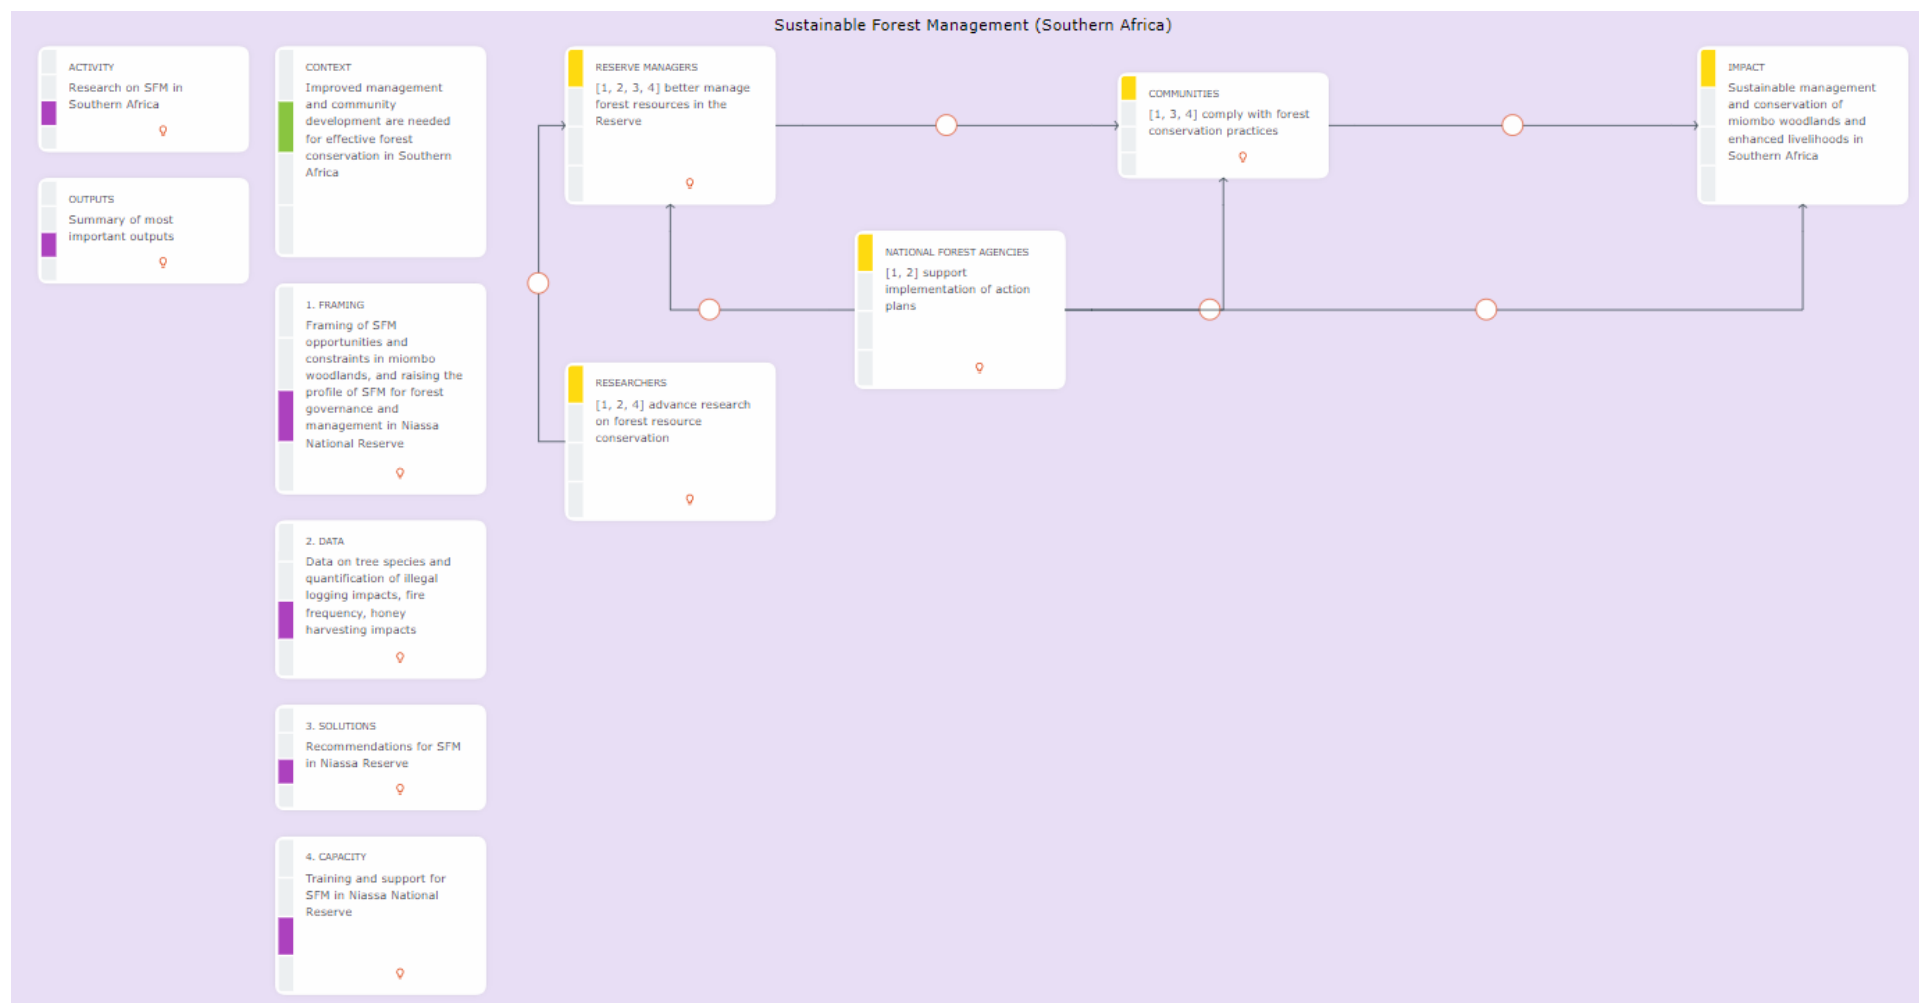 Sustainable Forest Management (Southern Africa)
ACTIVITY
Research on SFM in
Southern Africa
OUTPUTS
Summary of most
important outputs
CONTEXT
Improved management
and community
development are needed
for effective forest
conservation in Southern
Africa
1. FRAMING
Framing of SFM
opportunities and
constraints in miombo
woodlands, and raising the
profile of SFM for forest
governance and
management in Niassa
National Reserve
2. DATA
Data on tree species and
quantification of illegal
logging impacts, fire
frequency, honey
harvesting impacts
3. SOLUTIONS
Recommendations for SFM
in Niassa Reserve
4. CAPACITY
Training and support for
SFM in Niassa National
Reserve
RESERVE MANAGERS
[1, 2, 3, 4] better manage
forest resources in the
Reserve
RESEARCHERS
[1, 2, 4] advance research
on forest resource
conservation
NATIONAL FOREST AGENCIES
[1, 2] support
implementation of action
plans
COMMUNITIES
[1, 3, 4] comply with forest
conservation practices
IMPACT
Sustainable management
and conservation of
miombo woodlands and
enhanced livelihoods in
Southern Africa